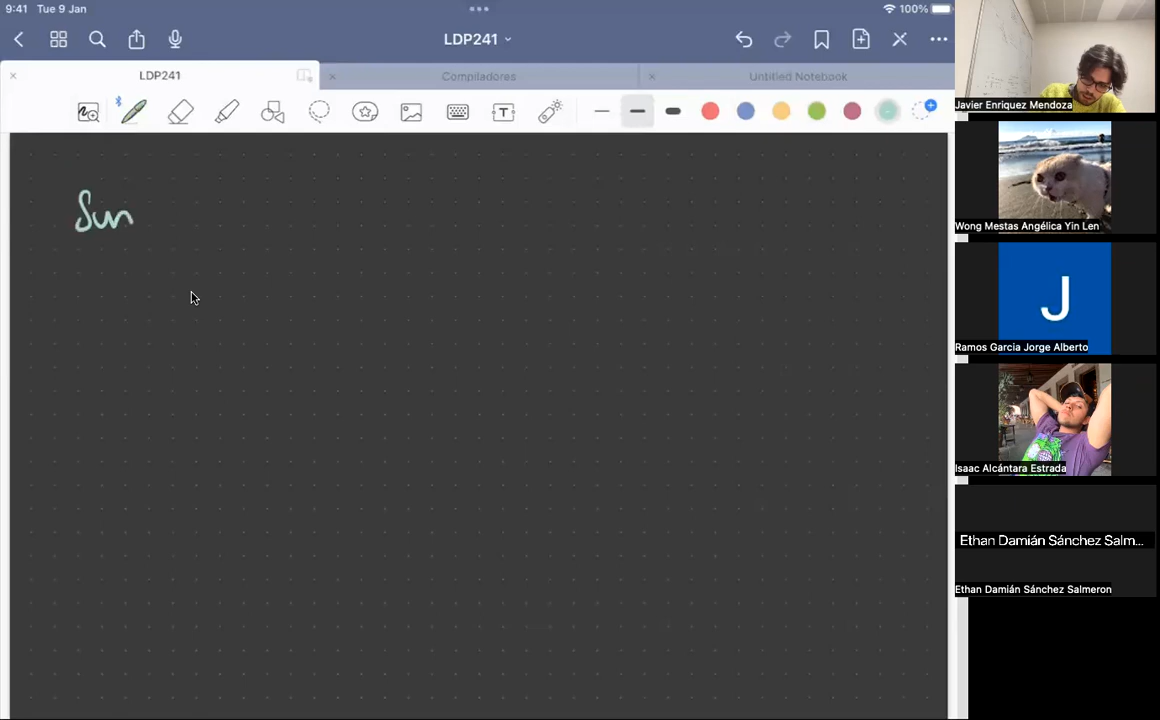 9:41 Tue 9 Jan
100%
LDP241
LDP241
Compiladores
Untitled Notebook
T
Sun
Javier Enriquez Mendoza
Wong Mestas Angélica Yin Len
J
Ramos Garcia Jorge Alberto
Isaac Alcántara Estrada
Ethan Damián Sánchez Salm...
Ethan Damián Sánchez Salmeron